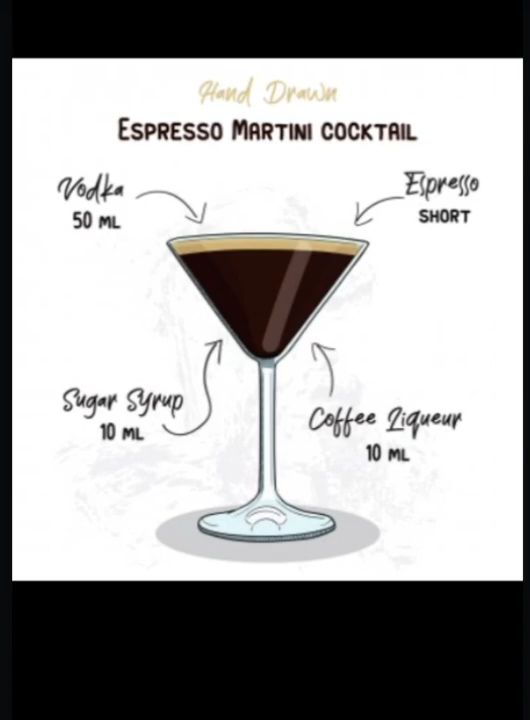 Hand Drawn
ESPRESSO MARTINI COCKTAIL
Vodka
50 ML
Espresso
SHORT
Sugar Syrup
10 ML
Coffee Liqueur
10 ML